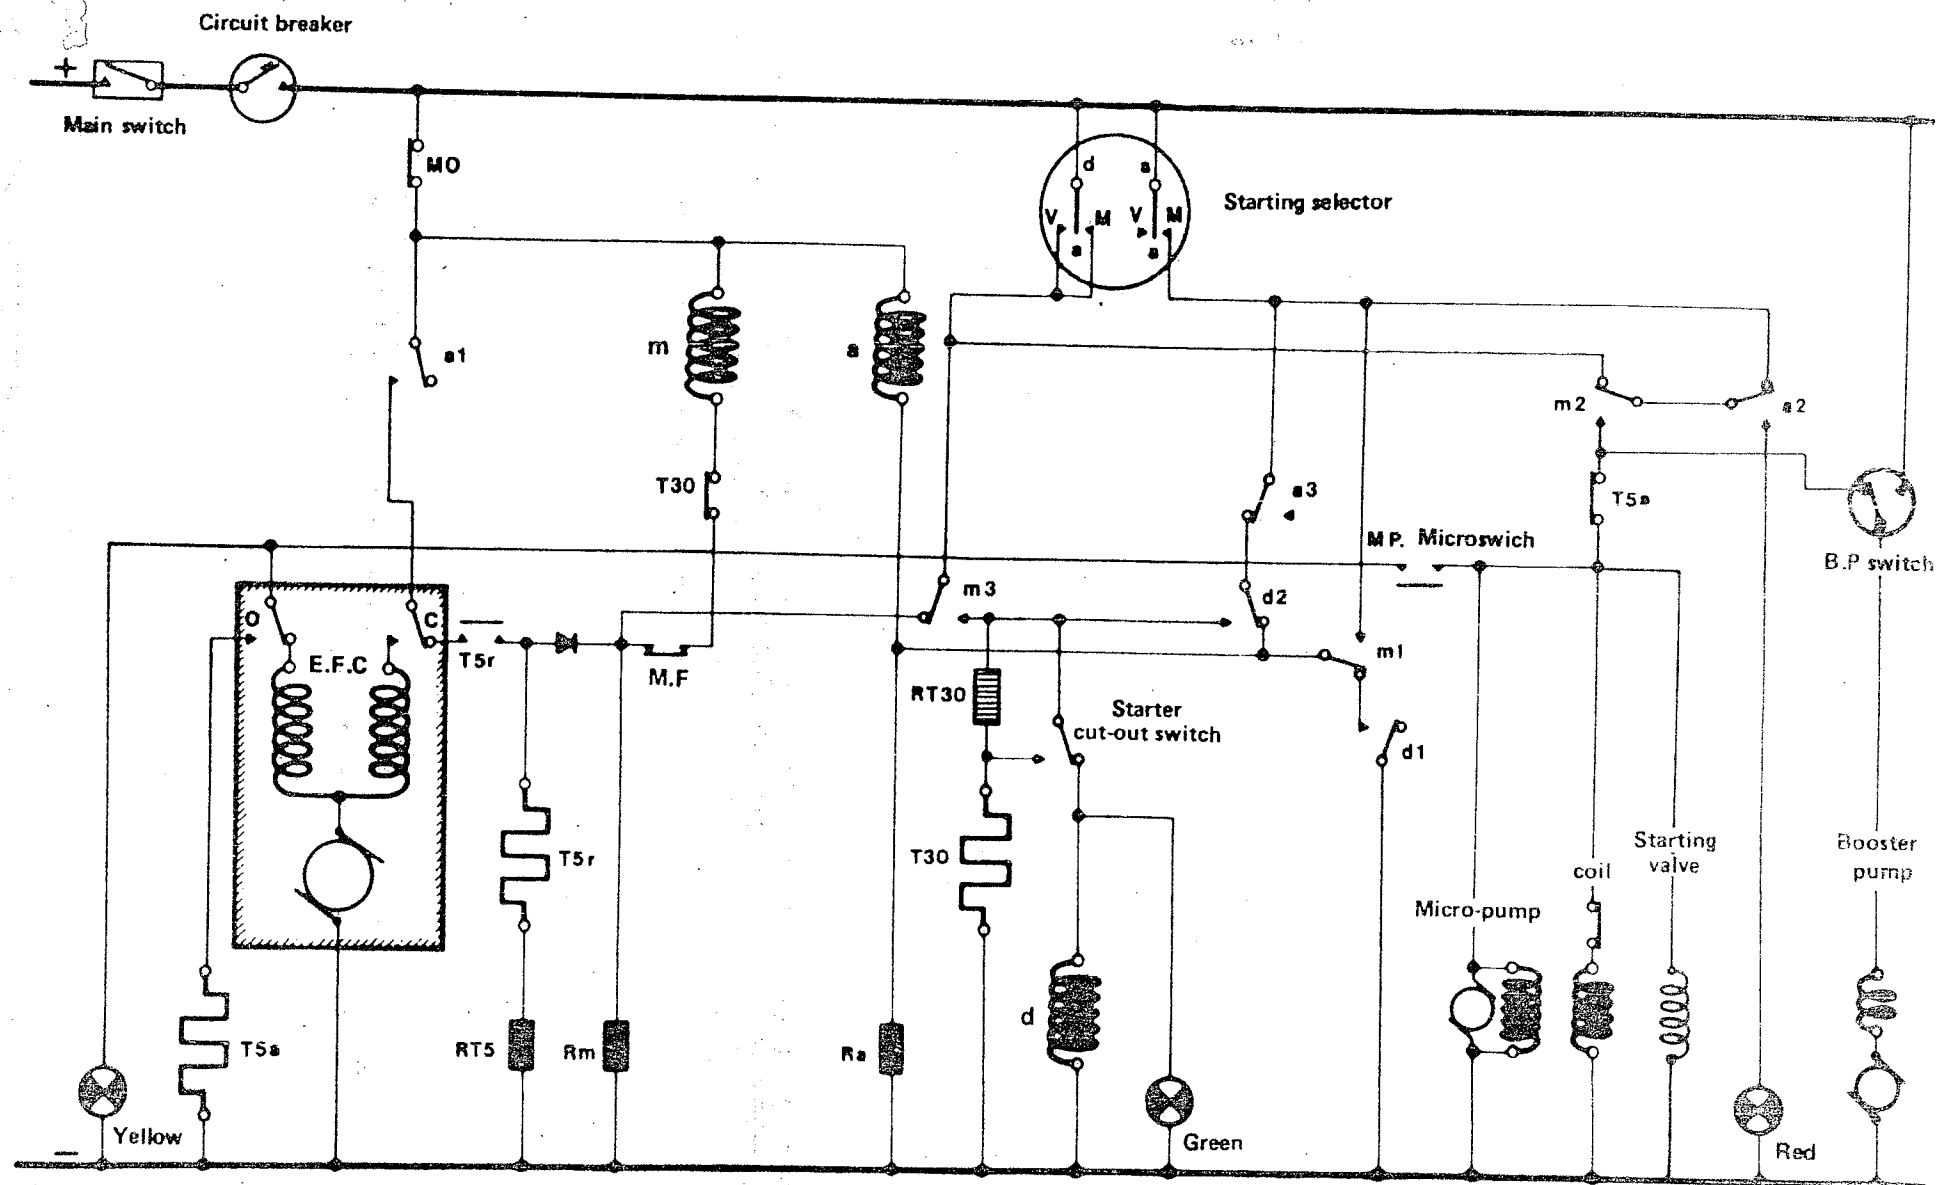 Circuit breaker
+
Main switch
MO
d a
V M V M
a a
Starting selector
a1
m
a
m2
a2
T30
a3
T5a
MP. Microswich
B.P switch
O
C
m3
d2
E.F.C
T5r
M.F
m1
RT30
Starter
cut-out switch
d1
T5r
T30
Starting
valve
Booster
pump
coil
Micro-pump
T5a
RT5
Rm
Ra
d
Yellow
Green
Red
−